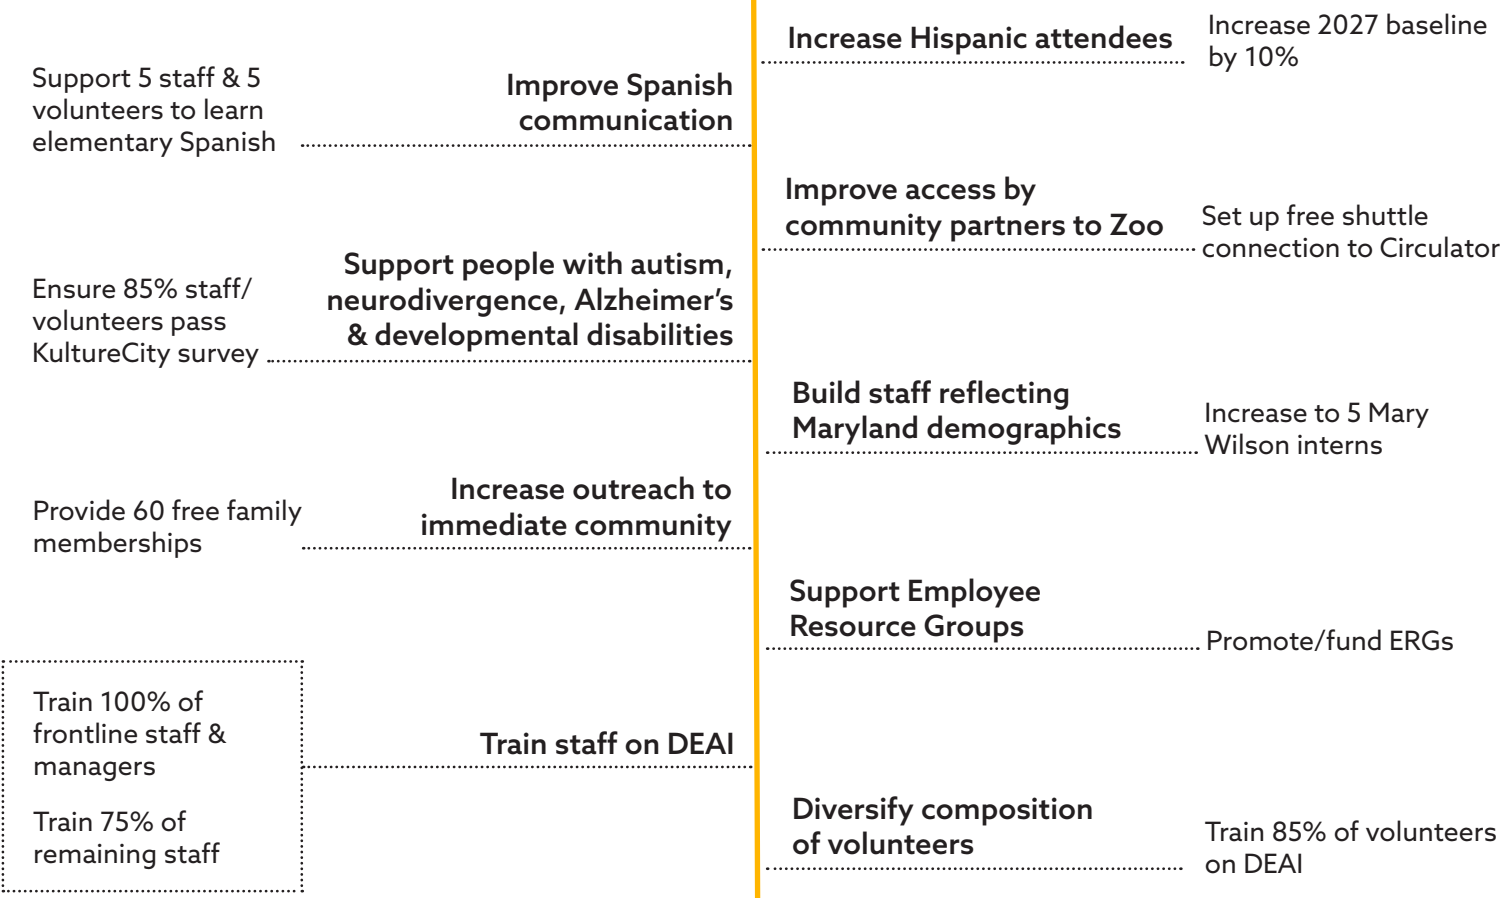 Increase Hispanic attendees
Increase 2027 baseline
by 10%
Support 5 staff & 5
volunteers to learn
elementary Spanish
Improve Spanish
communication
Improve access by
community partners to Zoo
Set up free shuttle
connection to Circulator
Ensure 85% staff/
volunteers pass
KultureCity survey
Support people with autism,
neurodivergence, Alzheimer’s
& developmental disabilities
Build staff reflecting
Maryland demographics
Increase to 5 Mary
Wilson interns
Provide 60 free family
memberships
Increase outreach to
immediate community
Support Employee
Resource Groups
Promote/fund ERGs
Train 100% of
frontline staff &
managers
Train 75% of
remaining staff
Train staff on DEAI
Diversify composition
of volunteers
Train 85% of volunteers
on DEAI